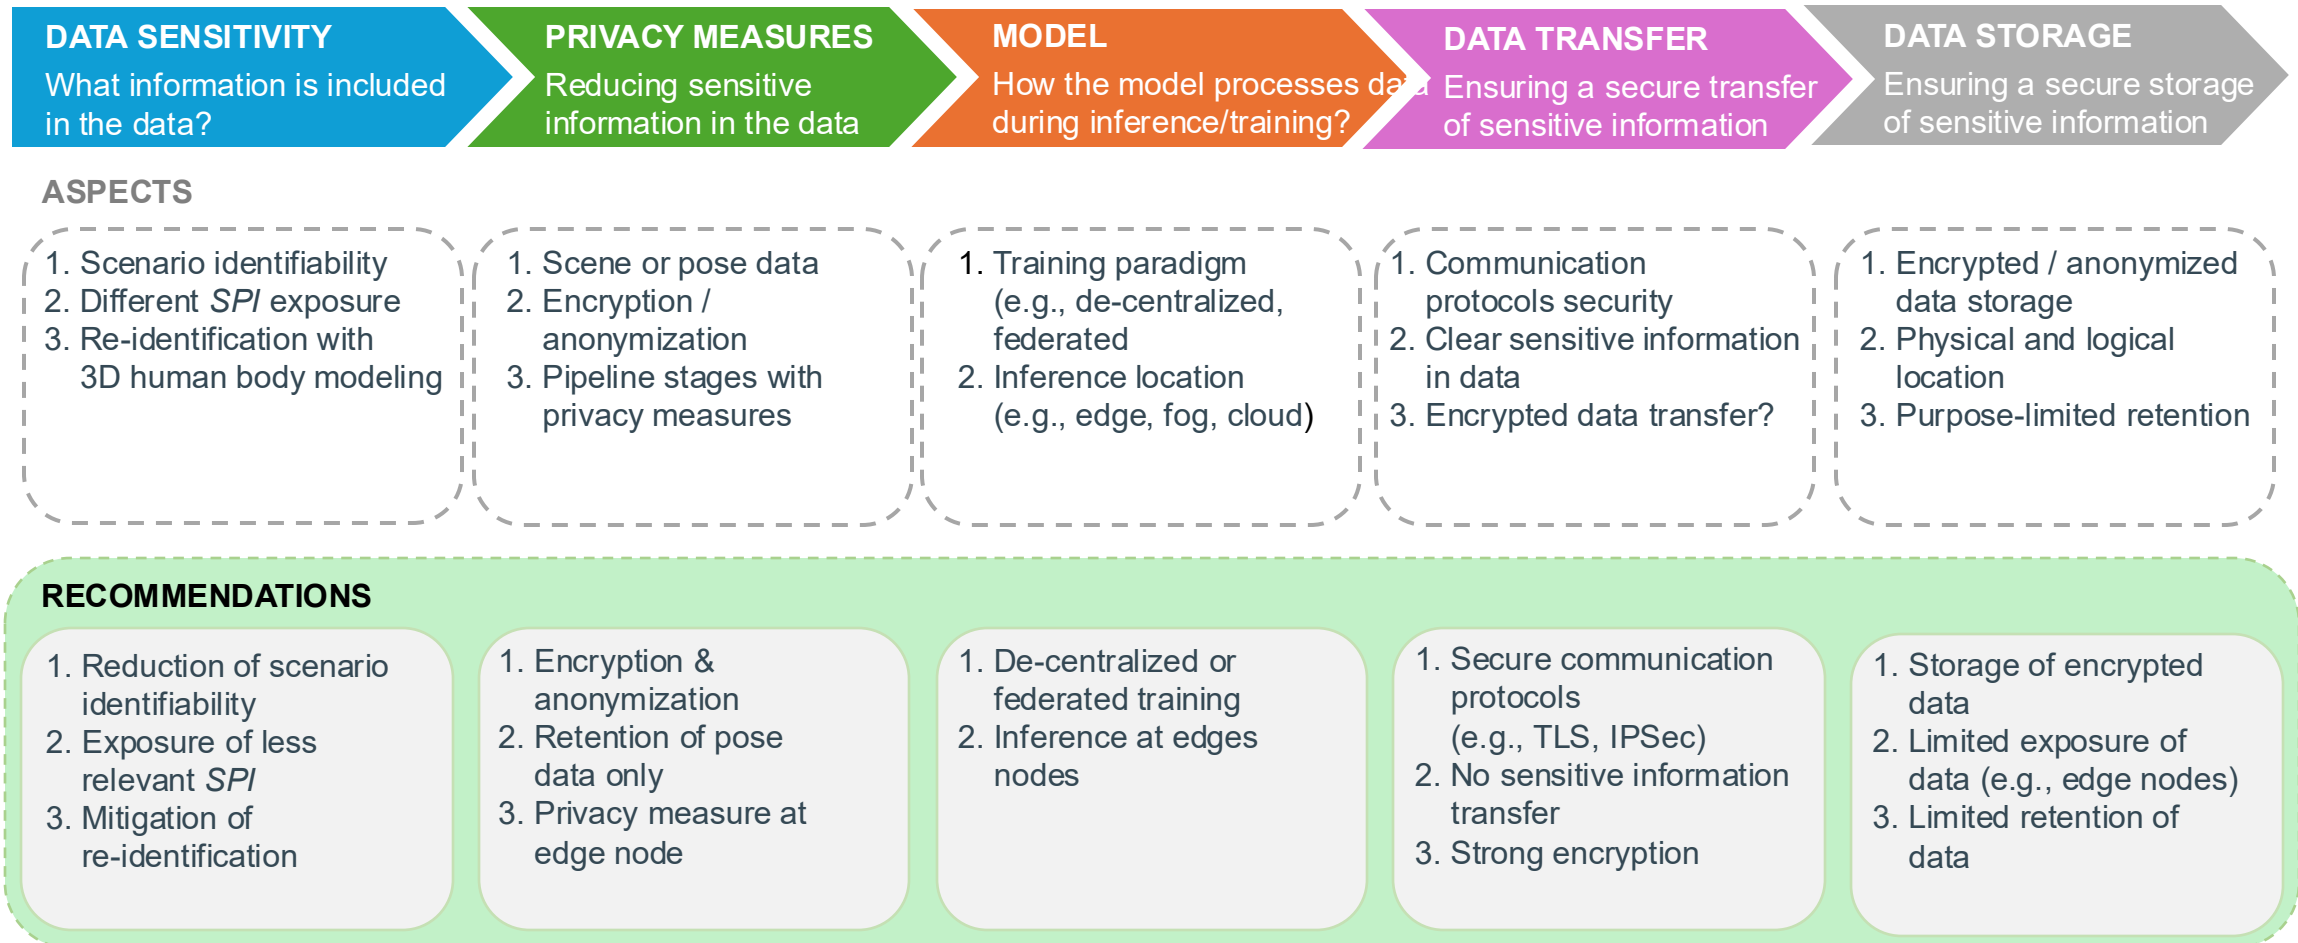 DATA SENSITIVITY
What information is included
in the data?
PRIVACY MEASURES
Reducing sensitive
information in the data
MODEL
How the model processes data
during inference/training?
DATA TRANSFER
Ensuring a secure transfer
of sensitive information
DATA STORAGE
Ensuring a secure storage
of sensitive information
ASPECTS
1. Scenario identifiability
2. Different SPI exposure
3. Re-identification with
3D human body modeling
1. Scene or pose data
2. Encryption /
anonymization
3. Pipeline stages with
privacy measures
1. Training paradigm
(e.g., de-centralized,
federated
2. Inference location
(e.g., edge, fog, cloud)
1. Communication
protocols security
2. Clear sensitive information
in data
3. Encrypted data transfer?
1. Encrypted / anonymized
data storage
2. Physical and logical
location
3. Purpose-limited retention
RECOMMENDATIONS
1. Reduction of scenario
identifiability
2. Exposure of less
relevant SPI
3. Mitigation of
re-identification
1. Encryption &
anonymization
2. Retention of pose
data only
3. Privacy measure at
edge node
1. De-centralized or
federated training
2. Inference at edges
nodes
1. Secure communication
protocols
(e.g., TLS, IPSec)
2. No sensitive information
transfer
3. Strong encryption
1. Storage of encrypted
data
2. Limited exposure of
data (e.g., edge nodes)
3. Limited retention of
data